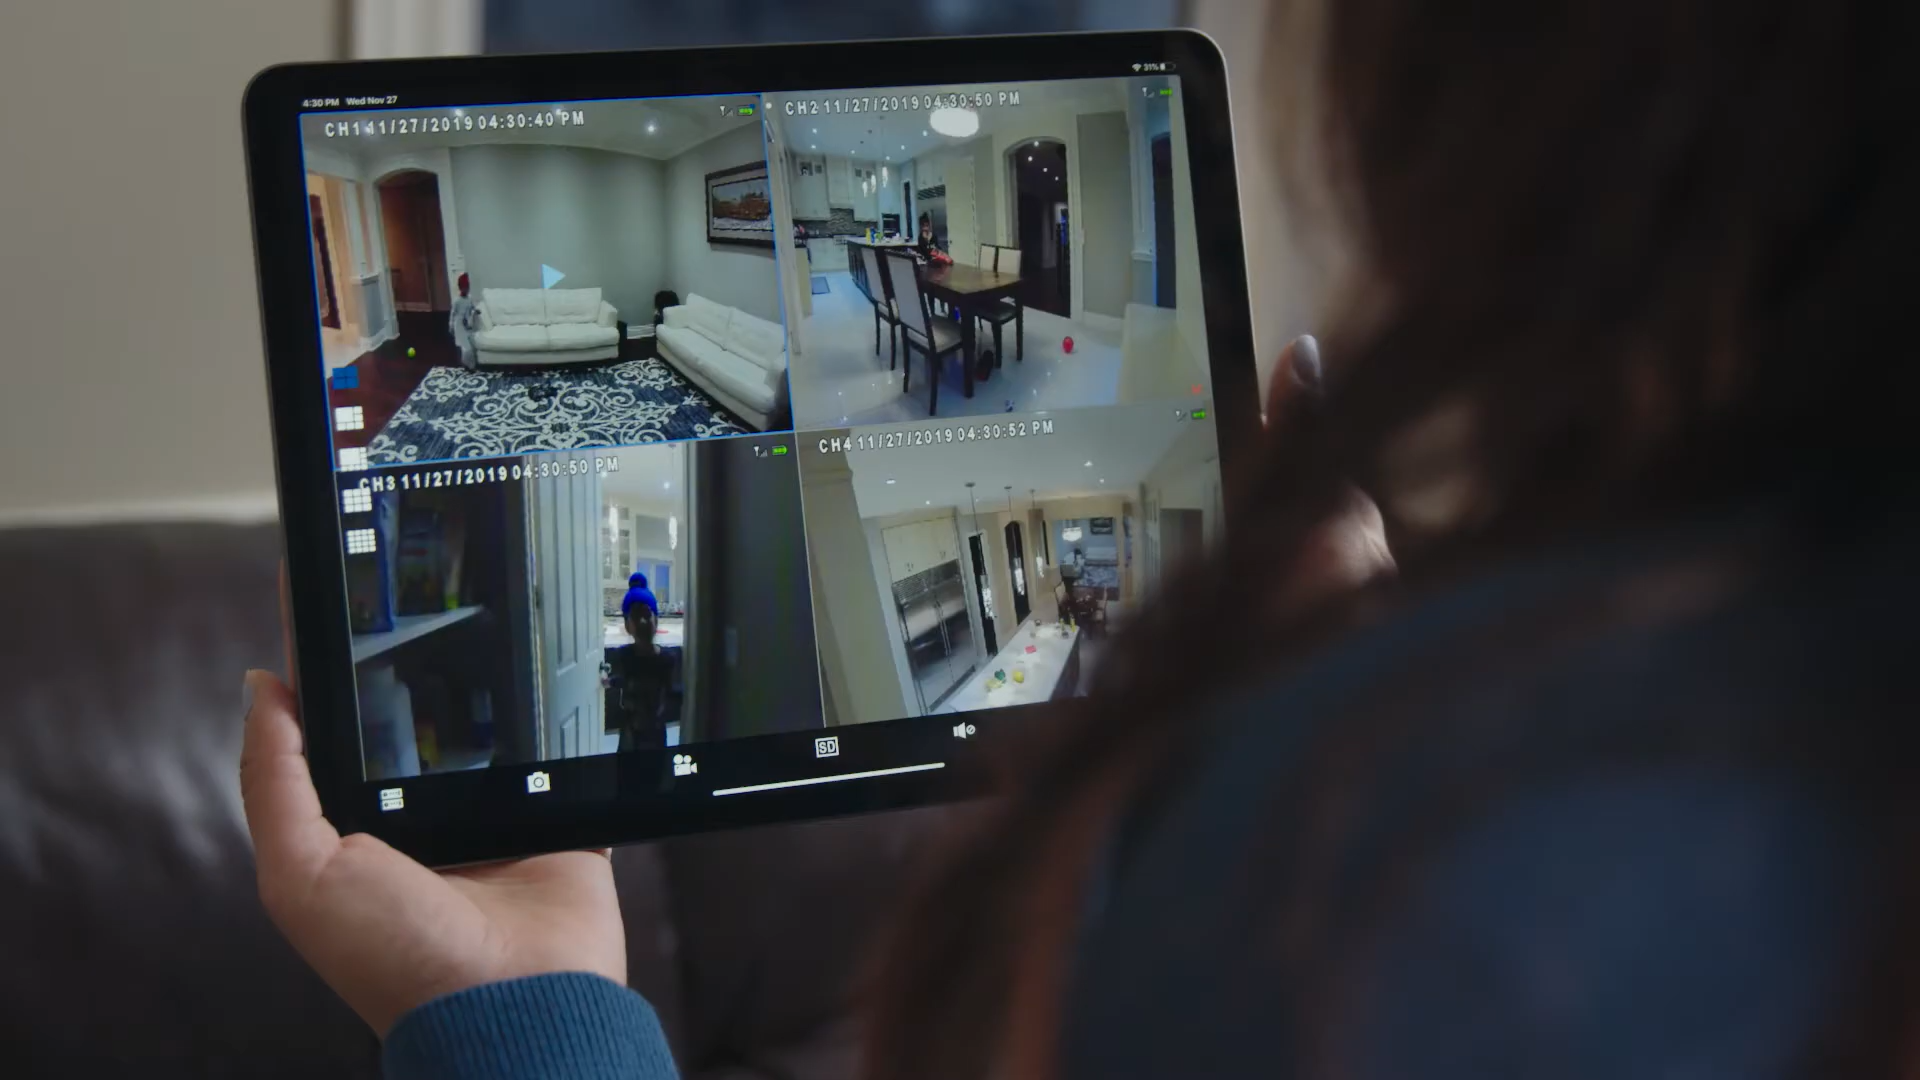 4:30 PM Wed Nov 27
31%
CH1 11/27/2019 04:30:40 PM
CH2 11/27/2019 04:30:50 PM
CH3 11/27/2019 04:30:50 PM
CH4 11/27/2019 04:30:52 PM
SD